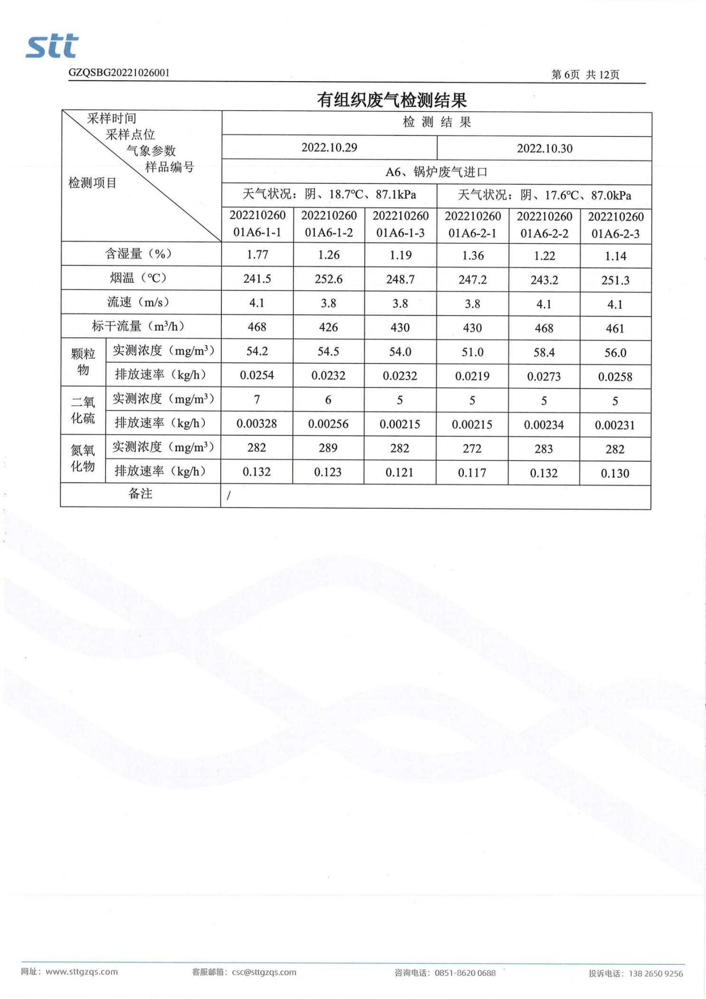 stt
GZQSBG20221026001
第 6页 共 12页
有组织废气检测结果
采样时间
采样点位
气象参数
样品编号
检测项目
检 测 结 果
2022.10.29 2022.10.30
A6、锅炉废气进口
天气状况：阴、18.7℃、87.1kPa 天气状况：阴、17.6℃、87.0kPa
202210260 202210260 202210260 202210260 202210260 202210260
01A6-1-1 01A6-1-2 01A6-1-3 01A6-2-1 01A6-2-2 01A6-2-3
含湿量（%） 1.77 1.26 1.19 1.36 1.22 1.14
烟温（℃） 241.5 252.6 248.7 247.2 243.2 251.3
流速（m/s） 4.1 3.8 3.8 3.8 4.1 4.1
标干流量（m³/h） 468 426 430 430 468 461
颗粒
物
实测浓度（mg/m³） 54.2 54.5 54.0 51.0 58.4 56.0
排放速率（kg/h） 0.0254 0.0232 0.0232 0.0219 0.0273 0.0258
二氧
化硫
实测浓度（mg/m³） 7 6 5 5 5 5
排放速率（kg/h） 0.00328 0.00256 0.00215 0.00215 0.00234 0.00231
氮氧
化物
实测浓度（mg/m³） 282 289 282 272 283 282
排放速率（kg/h） 0.132 0.123 0.121 0.117 0.132 0.130
备注 /
网址：www.sttgzqs.com 客服邮箱：csc@sttgzqs.com 咨询电话：0851-8620 0688 投诉电话：138 2650 9256